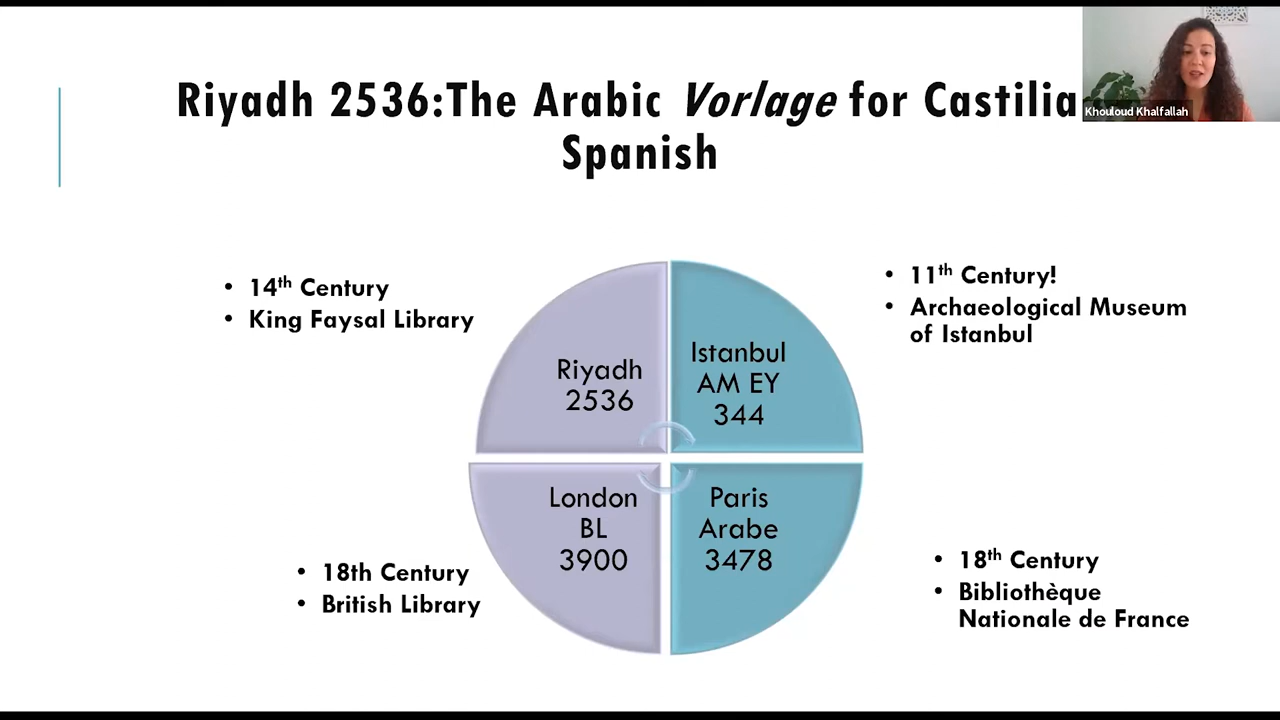 Riyadh 2536:The Arabic Vorlage for Castilia
Spanish
Khouloud Khalfallah
• 14th Century
• King Faysal Library
• 11th Century!
• Archaeological Museum
of Istanbul
Riyadh
2536
Istanbul
AM EY
344
London
BL
3900
Paris
Arabe
3478
• 18th Century
• British Library
• 18th Century
• Bibliothèque
Nationale de France